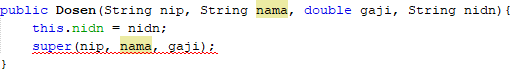 public Dosen(String nip, String nama, double gaji, String nidn){
this.nidn = nidn;
super(nip, nama, gaji);
}